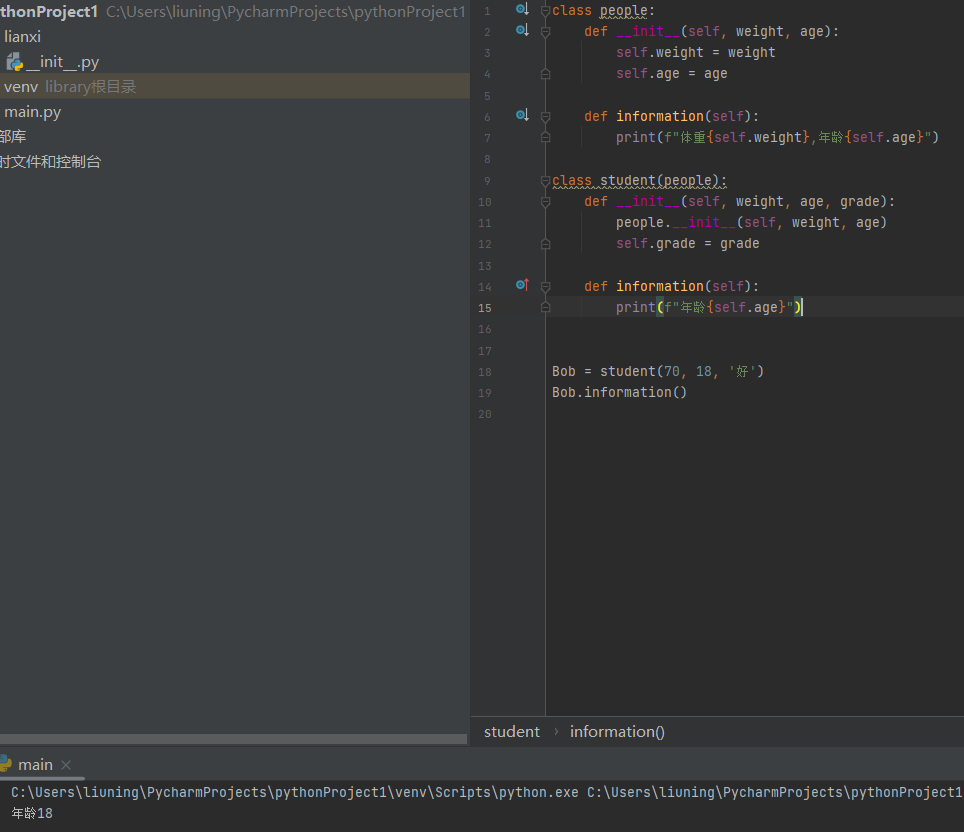 thonProject1 C:\Users\liuning\PycharmProjects\pythonProject1
lianxi
__init__.py
venv library根目录
main.py
部库
时文件和控制台
1 class people:
2     def __init__(self, weight, age):
3         self.weight = weight
4         self.age = age
5
6     def information(self):
7         print(f"体重{self.weight},年龄{self.age}")
8
9 class student(people):
10     def __init__(self, weight, age, grade):
11         people.__init__(self, weight, age)
12         self.grade = grade
13
14     def information(self):
15         print(f"年龄{self.age}")
16
17
18 Bob = student(70, 18, '好')
19 Bob.information()
20
student › information()
main
C:\Users\liuning\PycharmProjects\pythonProject1\venv\Scripts\python.exe C:\Users\liuning\PycharmProjects\pythonProject1
年龄18